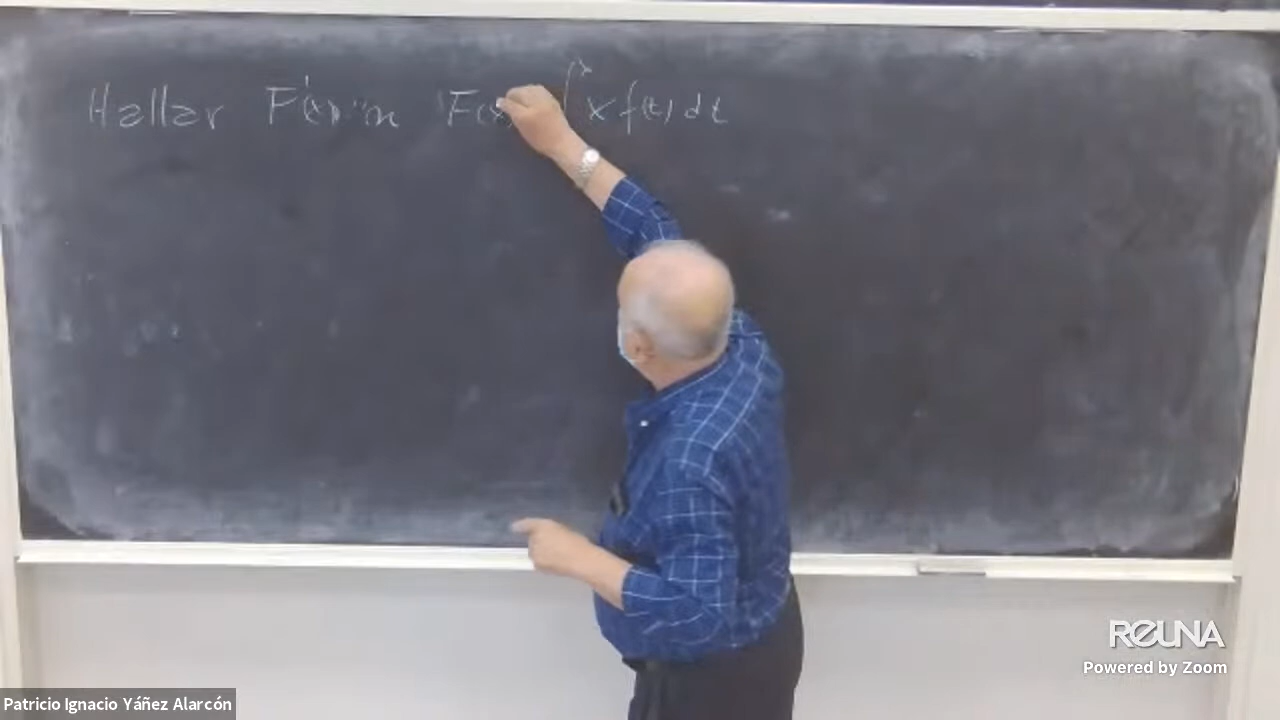 Hallar F'(x) si F(x) ∫ˣ x f(t) dt
REUNA
Powered by Zoom
Patricio Ignacio Yáñez Alarcón